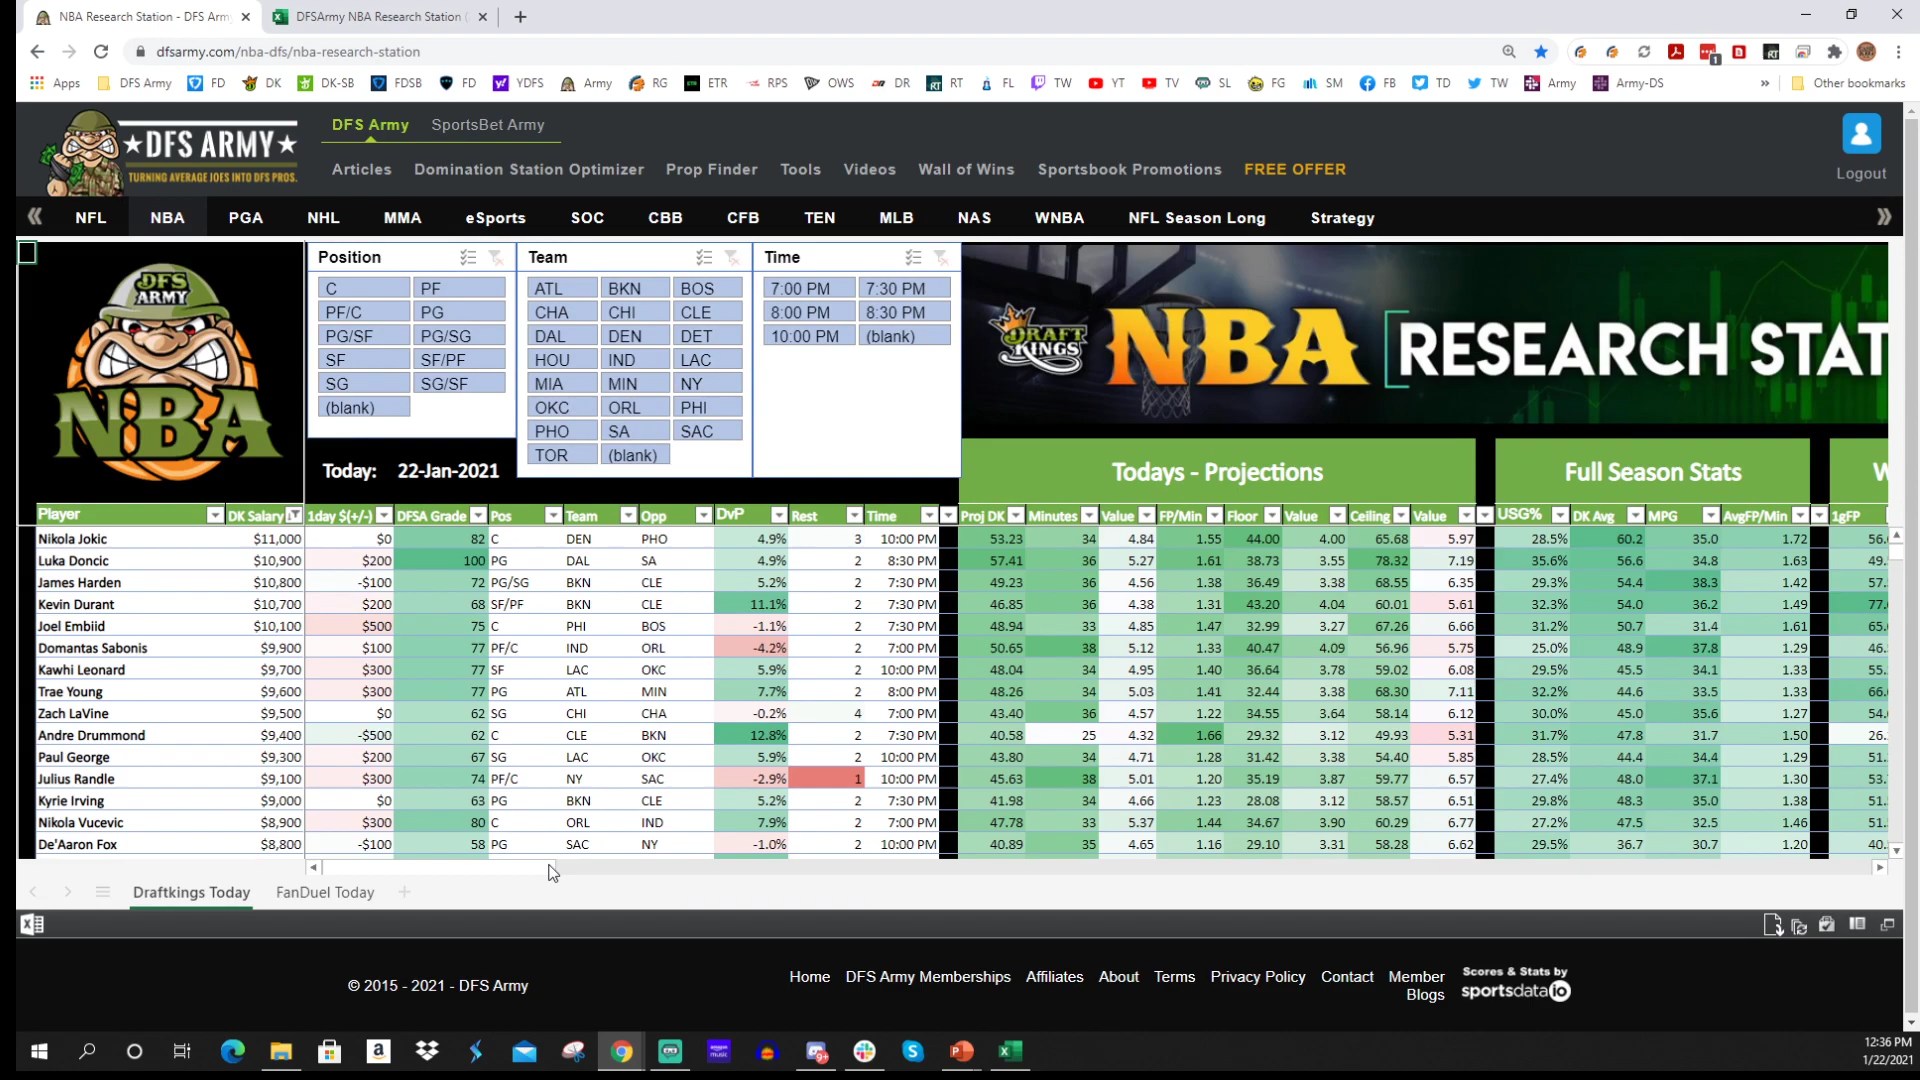 NBA Research Station - DFS Arm
DFSArmy NBA Research Station (
dfsarmy.com/nba-dfs/nba-research-station
Apps DFS Army FD DK DK-SB FDSB FD YDFS Army RG ETR RPS OWS DR RT FL TW YT TV SL FG SM FB TD TW Army Army-DS » Other bookmarks
DFS Army SportsBet Army
DFS ARMY
TURNING AVERAGE JOES INTO DFS PROS.
Articles Domination Station Optimizer Prop Finder Tools Videos Wall of Wins Sportsbook Promotions FREE OFFER
Logout
NFL NBA PGA NHL MMA eSports SOC CBB CFB TEN MLB NAS WNBA NFL Season Long Strategy
Position Team Time
C PF ATL BKN BOS 7:00 PM 7:30 PM
PF/C PG CHA CHI CLE 8:00 PM 8:30 PM
PG/SF PG/SG DAL DEN DET 10:00 PM (blank)
SF SF/PF HOU IND LAC
SG SG/SF MIA MIN NY
(blank) OKC ORL PHI
PHO SA SAC
TOR (blank)
DFS ARMY
NBA
DRAFT KINGS
NBA RESEARCH STAT
Today: 22-Jan-2021
Todays - Projections Full Season Stats W
Player DK Salary 1day $(+/-) DFSA Grade Pos Team Opp DvP Rest Time Proj DK Minutes Value FP/Min Floor Value Ceiling Value USG% DK Avg MPG AvgFP/Min 1gFP
Nikola Jokic $11,000 $0 82 C DEN PHO 4.9% 3 10:00 PM 53.23 34 4.84 1.55 44.00 4.00 65.68 5.97 28.5% 60.2 35.0 1.72 56.
Luka Doncic $10,900 $200 100 PG DAL SA 4.9% 2 8:30 PM 57.41 36 5.27 1.61 38.73 3.55 78.32 7.19 35.6% 56.6 34.8 1.63 49.
James Harden $10,800 -$100 72 PG/SG BKN CLE 5.2% 2 7:30 PM 49.23 36 4.56 1.38 36.49 3.38 68.55 6.35 29.3% 54.4 38.3 1.42 57.
Kevin Durant $10,700 $200 68 SF/PF BKN CLE 11.1% 2 7:30 PM 46.85 36 4.38 1.31 43.20 4.04 60.01 5.61 32.3% 54.0 36.2 1.49 77.
Joel Embiid $10,100 $500 75 C PHI BOS -1.1% 2 7:30 PM 48.94 33 4.85 1.47 32.99 3.27 67.26 6.66 31.2% 50.7 31.4 1.61 65.
Domantas Sabonis $9,900 $100 77 PF/C IND ORL -4.2% 2 7:00 PM 50.65 38 5.12 1.33 40.47 4.09 56.96 5.75 25.0% 48.9 37.8 1.29 46.
Kawhi Leonard $9,700 $300 77 SF LAC OKC 5.9% 2 10:00 PM 48.04 34 4.95 1.40 36.64 3.78 59.02 6.08 29.5% 45.5 34.1 1.33 55.
Trae Young $9,600 $300 77 PG ATL MIN 7.7% 2 8:00 PM 48.26 34 5.03 1.41 32.44 3.38 68.30 7.11 32.2% 44.6 33.5 1.33 66.
Zach LaVine $9,500 $0 62 SG CHI CHA -0.2% 4 7:00 PM 43.40 36 4.57 1.22 34.55 3.64 58.14 6.12 30.0% 45.0 35.6 1.27 54.
Andre Drummond $9,400 -$500 62 C CLE BKN 12.8% 2 7:30 PM 40.58 25 4.32 1.66 29.32 3.12 49.93 5.31 31.7% 47.8 31.7 1.50 26.
Paul George $9,300 $200 67 SG LAC OKC 5.9% 2 10:00 PM 43.80 34 4.71 1.28 31.42 3.38 54.40 5.85 28.5% 44.4 34.4 1.29 51.
Julius Randle $9,100 $300 74 PF/C NY SAC -2.9% 1 10:00 PM 45.63 38 5.01 1.20 35.19 3.87 59.77 6.57 27.4% 48.0 37.1 1.30 53.
Kyrie Irving $9,000 $0 63 PG BKN CLE 5.2% 2 7:30 PM 41.98 34 4.66 1.23 28.08 3.12 58.57 6.51 29.8% 48.3 35.0 1.38 51.
Nikola Vucevic $8,900 $300 80 C ORL IND 7.9% 2 7:00 PM 47.78 33 5.37 1.44 34.67 3.90 60.29 6.77 27.2% 47.5 32.5 1.46 51.
De'Aaron Fox $8,800 -$100 58 PG SAC NY -1.0% 2 10:00 PM 40.89 35 4.65 1.16 29.10 3.31 58.28 6.62 29.5% 36.7 30.7 1.20 40.
Draftkings Today FanDuel Today
© 2015 - 2021 - DFS Army
Home DFS Army Memberships Affiliates About Terms Privacy Policy Contact Member Blogs
Scores & Stats by
sportsdataio
12:36 PM
1/22/2021